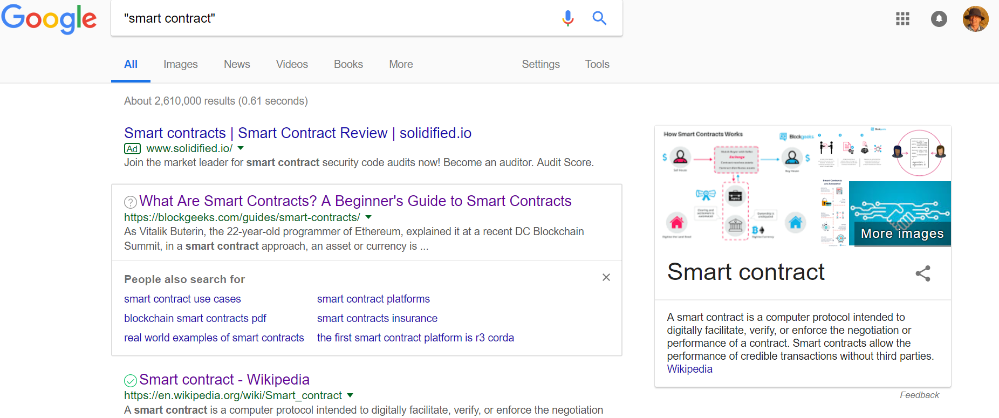 Google
"smart contract"
All Images News Videos Books More Settings Tools
About 2,610,000 results (0.61 seconds)
Smart contracts | Smart Contract Review | solidified.io
Ad www.solidified.io/
Join the market leader for smart contract security code audits now! Become an auditor. Audit Score.
What Are Smart Contracts? A Beginner's Guide to Smart Contracts
https://blockgeeks.com/guides/smart-contracts/
As Vitalik Buterin, the 22-year-old programmer of Ethereum, explained it at a recent DC Blockchain
Summit, in a smart contract approach, an asset or currency is ...
People also search for
smart contract use cases smart contract platforms
blockchain smart contracts pdf smart contracts insurance
real world examples of smart contracts the first smart contract platform is r3 corda
Smart contract - Wikipedia
https://en.wikipedia.org/wiki/Smart_contract
A smart contract is a computer protocol intended to digitally facilitate, verify, or enforce the negotiation
How Smart Contracts Works
Blockgeeks
Exchange
Smart Contracts
are Awesome!
More images
Smart contract
A smart contract is a computer protocol intended to
digitally facilitate, verify, or enforce the negotiation or
performance of a contract. Smart contracts allow the
performance of credible transactions without third parties.
Wikipedia
Feedback